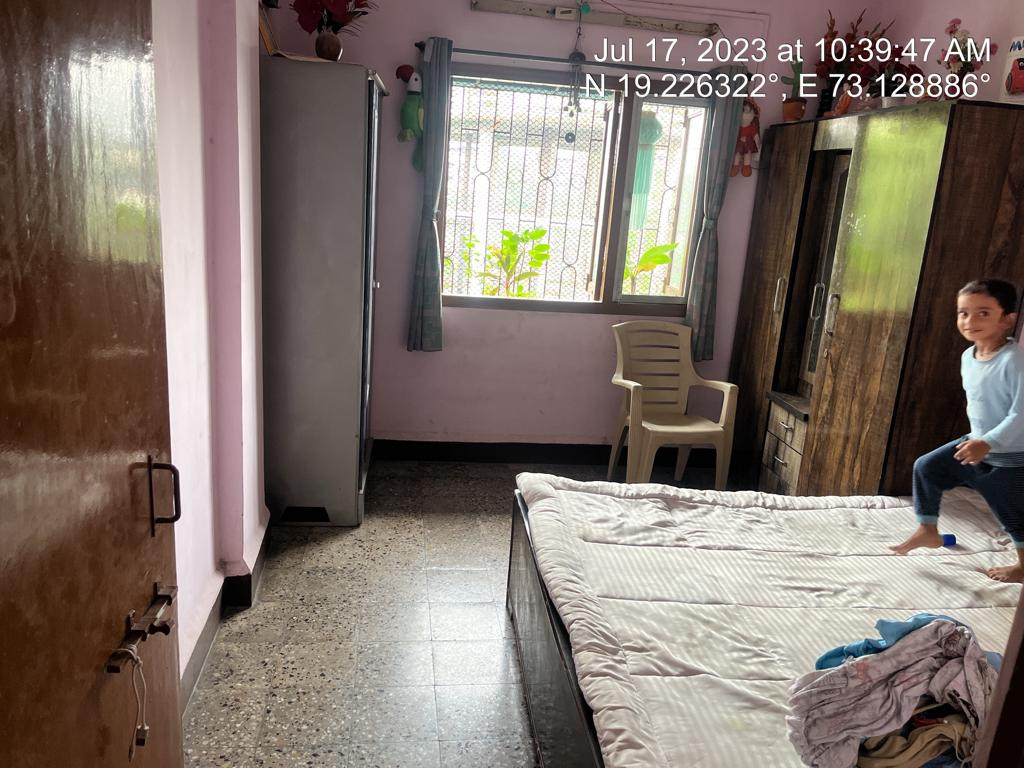 Jul 17, 2023 at 10:39:47 AM
N 19.226322°, E 73.128886°